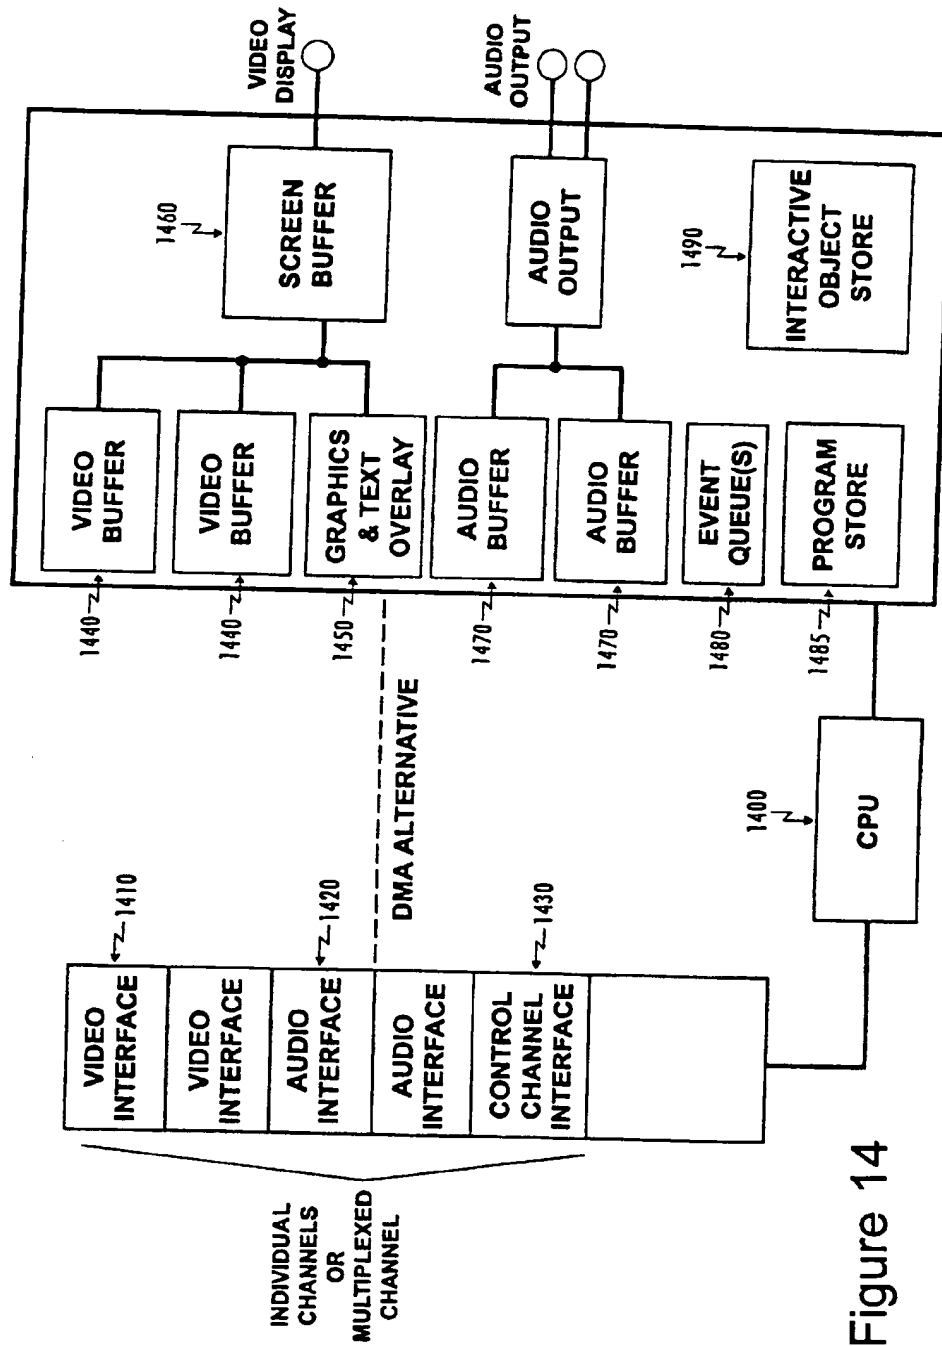 INDIVIDUAL
CHANNELS
OR
MULTIPLEXED
CHANNEL
VIDEO
INTERFACE
1410
VIDEO
INTERFACE
AUDIO
INTERFACE
1420
AUDIO
INTERFACE
CONTROL
CHANNEL
INTERFACE
1430
DMA ALTERNATIVE
CPU
1400
1440
VIDEO
BUFFER
1440
VIDEO
BUFFER
1450
GRAPHICS
& TEXT
OVERLAY
1470
AUDIO
BUFFER
1470
AUDIO
BUFFER
1480
EVENT
QUEUE(S)
1485
PROGRAM
STORE
1460
SCREEN
BUFFER
AUDIO
OUTPUT
1490
INTERACTIVE
OBJECT
STORE
VIDEO
DISPLAY
AUDIO
OUTPUT
Figure 14